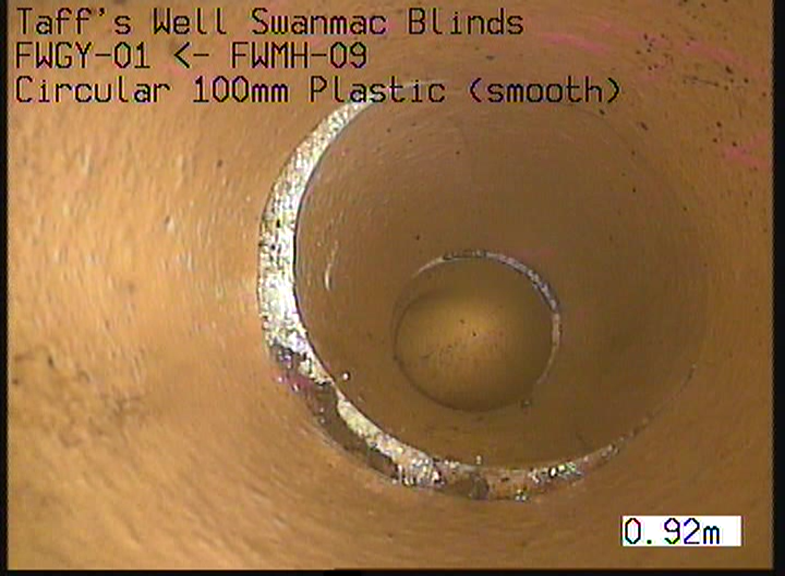 Taff's Well Swanmac Blinds
FWGY-01 <- FWMH-09
Circular 100mm Plastic (smooth)
0.92m